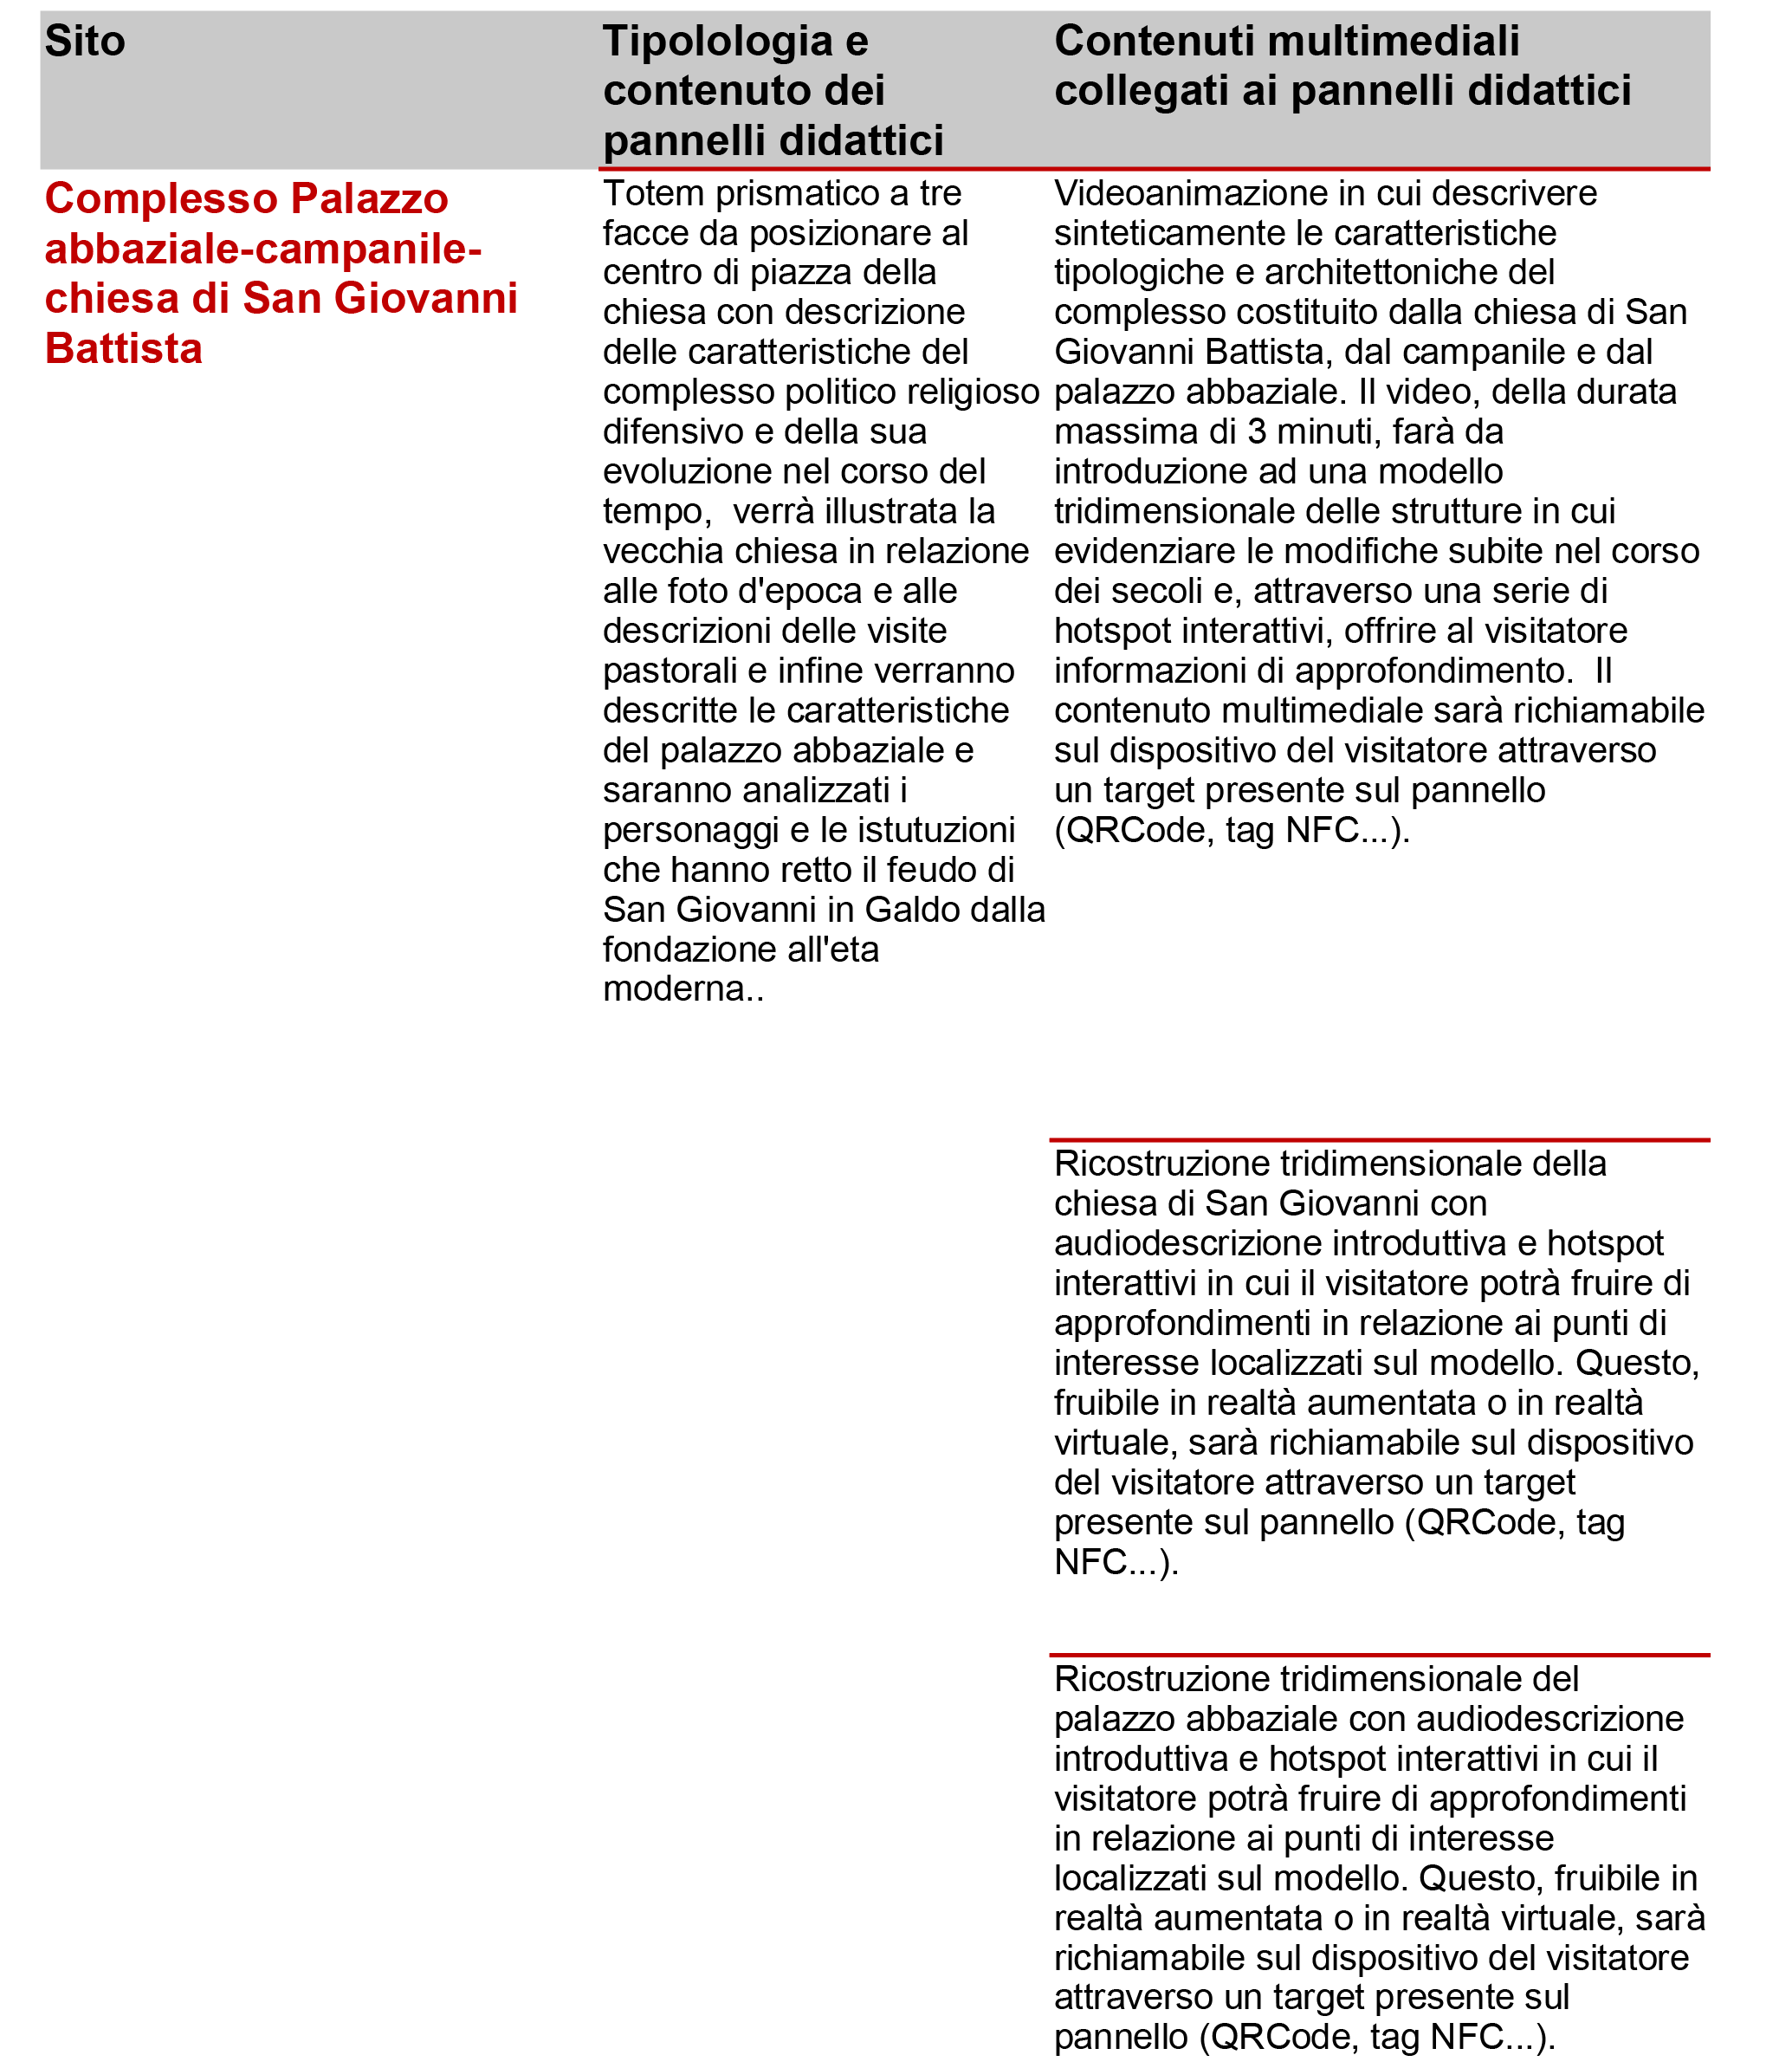 Sito
Tipolologia e
contenuto dei
pannelli didattici
Contenuti multimediali
collegati ai pannelli didattici
Complesso Palazzo
abbaziale-campanile-
chiesa di San Giovanni
Battista
Totem prismatico a tre
facce da posizionare al
centro di piazza della
chiesa con descrizione
delle caratteristiche del
complesso politico religioso
difensivo e della sua
evoluzione nel corso del
tempo,  verrà illustrata la
vecchia chiesa in relazione
alle foto d'epoca e alle
descrizioni delle visite
pastorali e infine verranno
descritte le caratteristiche
del palazzo abbaziale e
saranno analizzati i
personaggi e le istutuzioni
che hanno retto il feudo di
San Giovanni in Galdo dalla
fondazione all'eta
moderna..
Videoanimazione in cui descrivere
sinteticamente le caratteristiche
tipologiche e architettoniche del
complesso costituito dalla chiesa di San
Giovanni Battista, dal campanile e dal
palazzo abbaziale. Il video, della durata
massima di 3 minuti, farà da
introduzione ad una modello
tridimensionale delle strutture in cui
evidenziare le modifiche subite nel corso
dei secoli e, attraverso una serie di
hotspot interattivi, offrire al visitatore
informazioni di approfondimento.  Il
contenuto multimediale sarà richiamabile
sul dispositivo del visitatore attraverso
un target presente sul pannello
(QRCode, tag NFC...).
Ricostruzione tridimensionale della
chiesa di San Giovanni con
audiodescrizione introduttiva e hotspot
interattivi in cui il visitatore potrà fruire di
approfondimenti in relazione ai punti di
interesse localizzati sul modello. Questo,
fruibile in realtà aumentata o in realtà
virtuale, sarà richiamabile sul dispositivo
del visitatore attraverso un target
presente sul pannello (QRCode, tag
NFC...).
Ricostruzione tridimensionale del
palazzo abbaziale con audiodescrizione
introduttiva e hotspot interattivi in cui il
visitatore potrà fruire di approfondimenti
in relazione ai punti di interesse
localizzati sul modello. Questo, fruibile in
realtà aumentata o in realtà virtuale, sarà
richiamabile sul dispositivo del visitatore
attraverso un target presente sul
pannello (QRCode, tag NFC...).